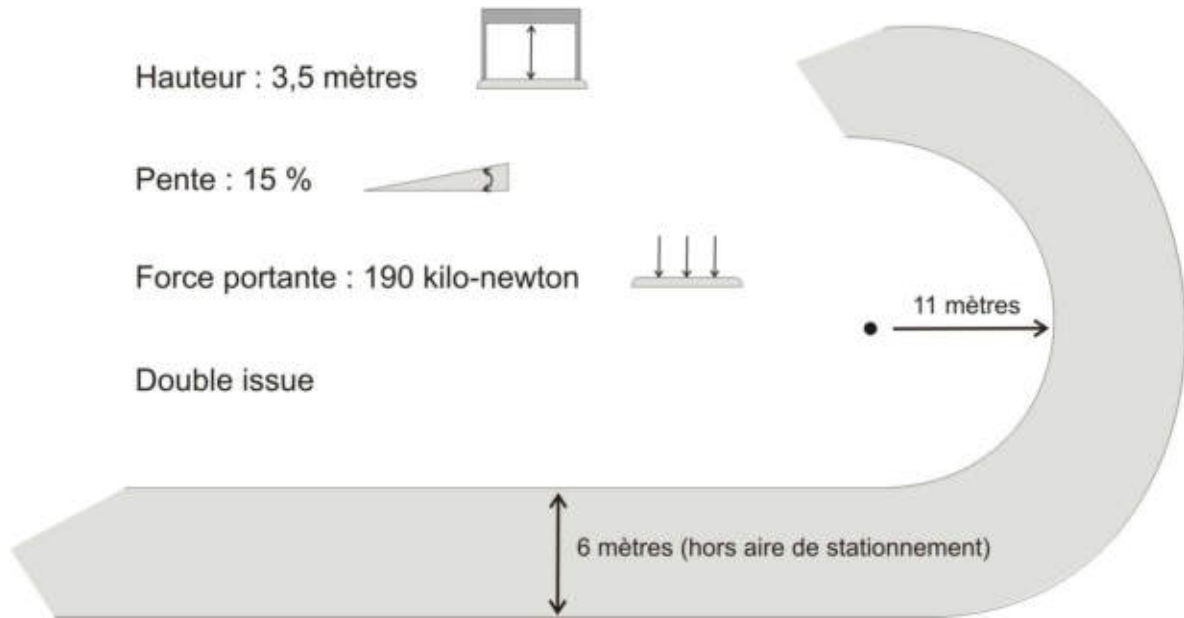 Hauteur : 3,5 mètres
Pente : 15 %
Force portante : 190 kilo-newton
11 mètres
Double issue
6 mètres (hors aire de stationnement)